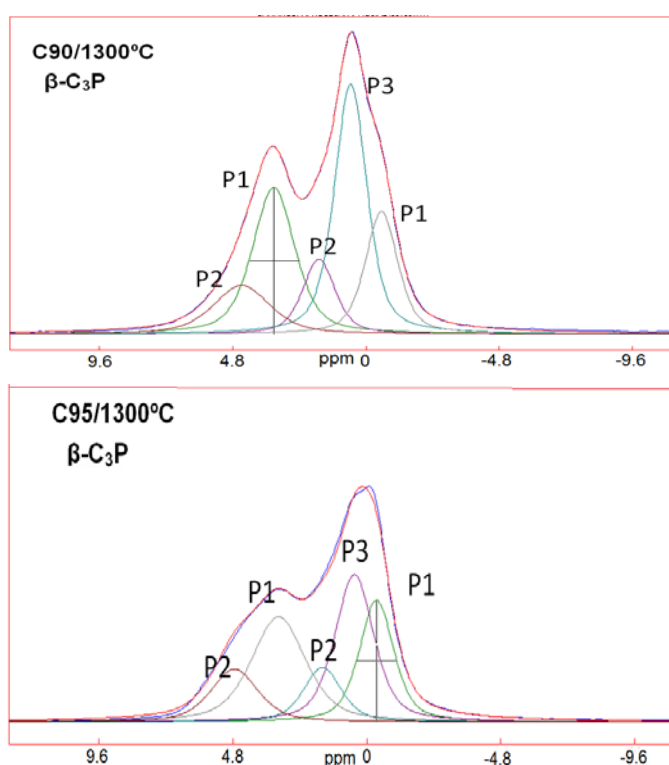 C90/1300ºC
β-C₃P
P3
P1
P1
P2
P2
9.6 4.8 ppm 0 -4.8 -9.6
C95/1300ºC
β-C₃P
P3
P1
P1
P2
P2
9.6 4.8 ppm 0 -4.8 -9.6